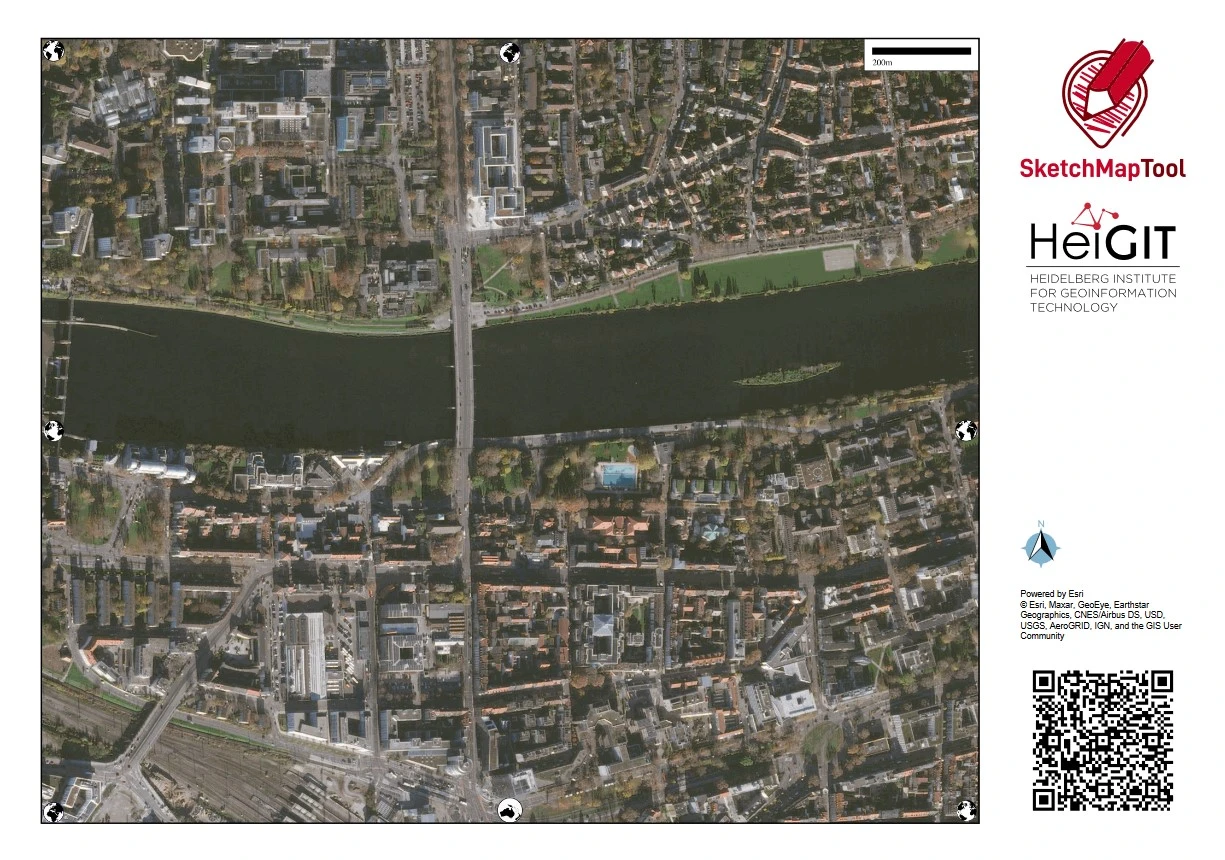 200m
SketchMapTool
HeiGIT
HEIDELBERG INSTITUTE
FOR GEOINFORMATION
TECHNOLOGY
N
Powered by Esri
© Esri, Maxar, GeoEye, Earthstar
Geographics, CNES/Airbus DS, USD,
USGS, AeroGRID, IGN, and the GIS User
Community